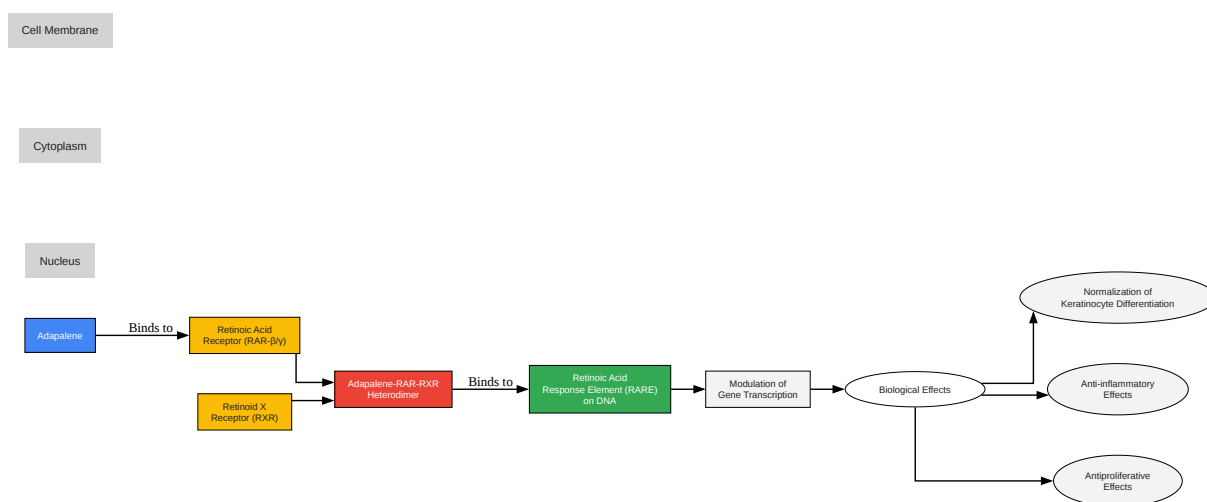 Cell Membrane
Cytoplasm
Nucleus
Adapalene
Binds to
Retinoic Acid
Receptor (RAR-β/γ)
Retinoid X
Receptor (RXR)
Adapalene-RAR-RXR
Heterodimer
Binds to
Retinoic Acid
Response Element (RARE)
on DNA
Modulation of
Gene Transcription
Biological Effects
Normalization of
Keratinocyte Differentiation
Anti-inflammatory
Effects
Antiproliferative
Effects